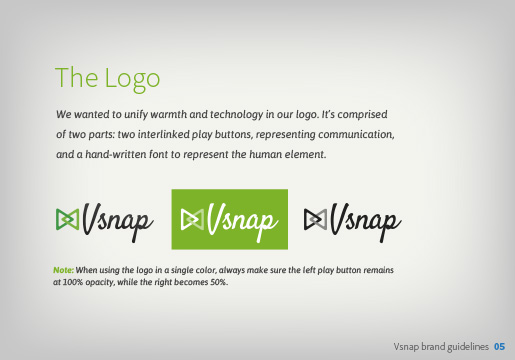 The Logo
We wanted to unify warmth and technology in our logo. It's comprised
of two parts: two interlinked play buttons, representing communication,
and a hand-written font to represent the human element.
Vsnap Vsnap Vsnap
Note: When using the logo in a single color, always make sure the left play button remains
at 100% opacity, while the right becomes 50%.
Vsnap brand guidelines 05